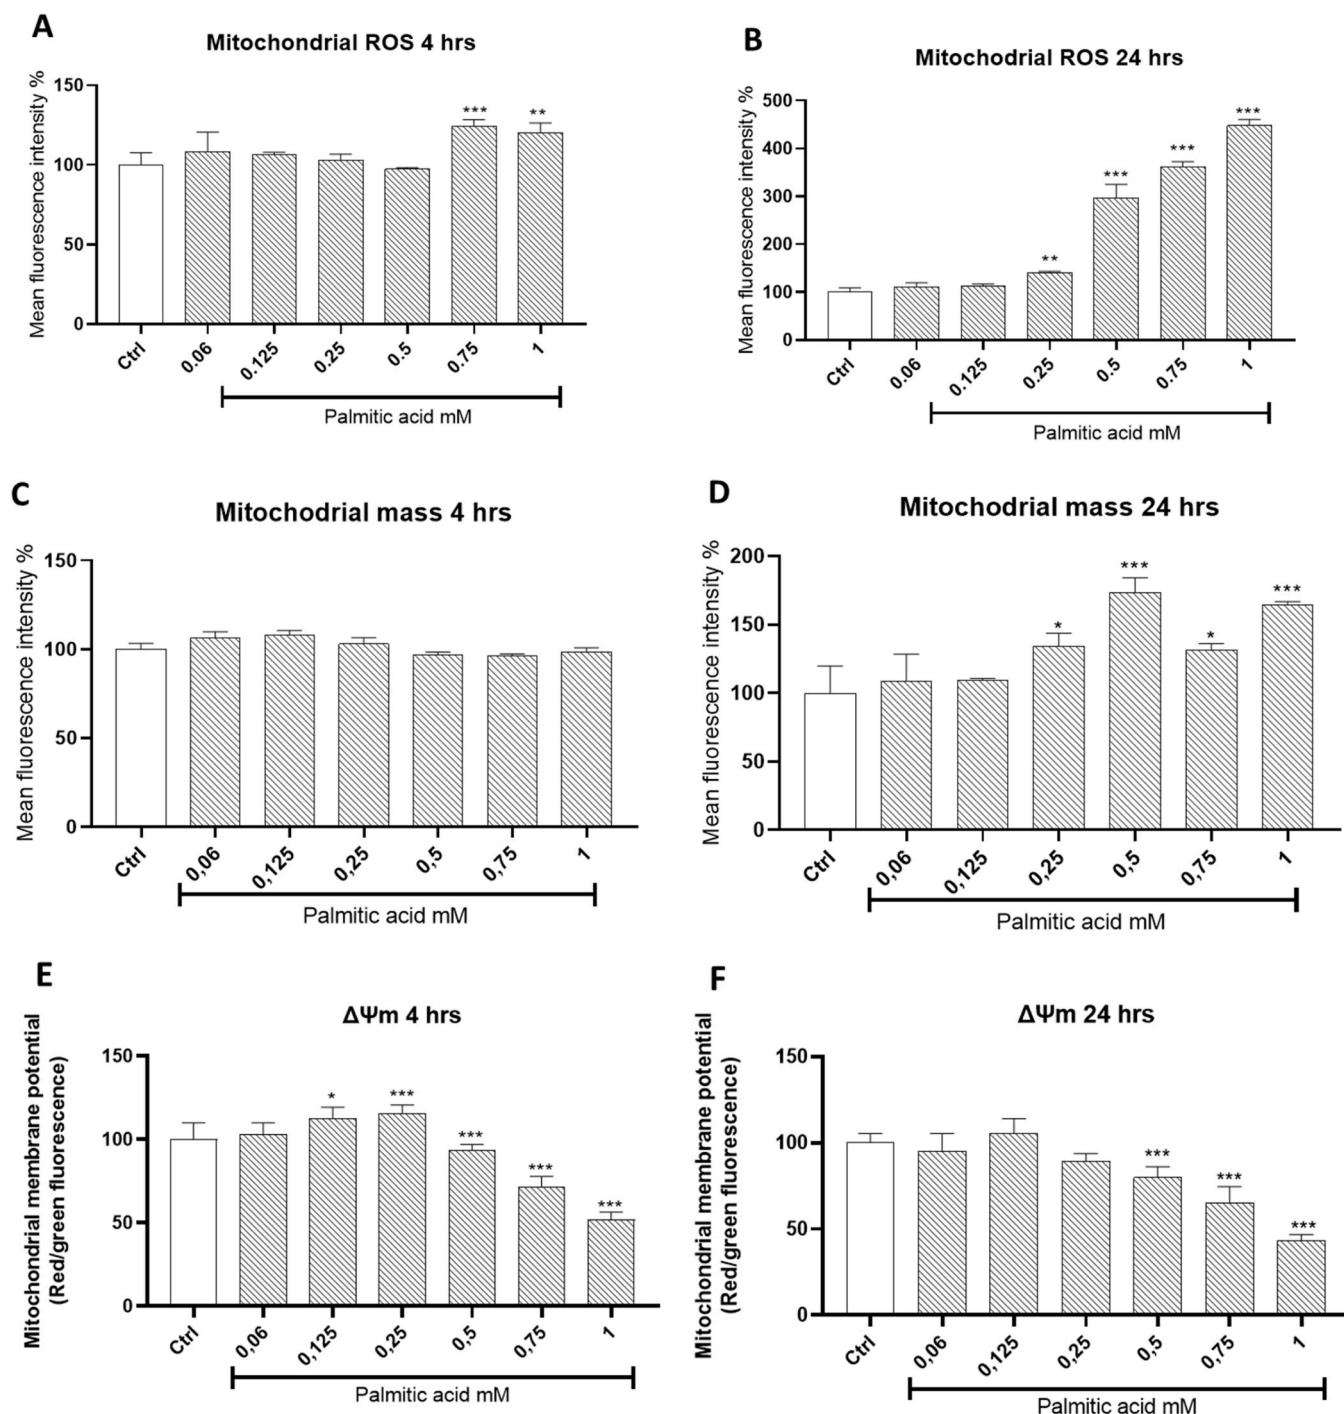 A
Mitochondrial ROS 4 hrs
Mean fluorescence intensity %
150
100
50
0
***
**
Ctrl
0.06
0.125
0.25
0.5
0.75
1
Palmitic acid mM
B
Mitochodrial ROS 24 hrs
Mean fluorescence intensity %
500
400
300
200
100
0
**
***
***
***
Ctrl
0.06
0.125
0.25
0.5
0.75
1
Palmitic acid mM
C
Mitochodrial mass 4 hrs
Mean fluorescence intensity %
150
100
50
0
Ctrl
0,06
0,125
0,25
0,5
0,75
1
Palmitic acid mM
D
Mitochodrial mass 24 hrs
Mean fluorescence intensity %
200
150
100
50
0
*
***
*
***
Ctrl
0,06
0,125
0,25
0,5
0,75
1
Palmitic acid mM
E
ΔΨm 4 hrs
Mitochondrial membrane potential
(Red/green fluorescence)
150
100
50
0
*
***
***
***
***
Ctrl
0,06
0,125
0,25
0,5
0,75
1
Palmitic acid mM
F
ΔΨm 24 hrs
Mitochondrial membrane potential
(Red/green fluorescence)
150
100
50
0
***
***
***
Ctrl
0,06
0,125
0,25
0,5
0,75
1
Palmitic acid mM